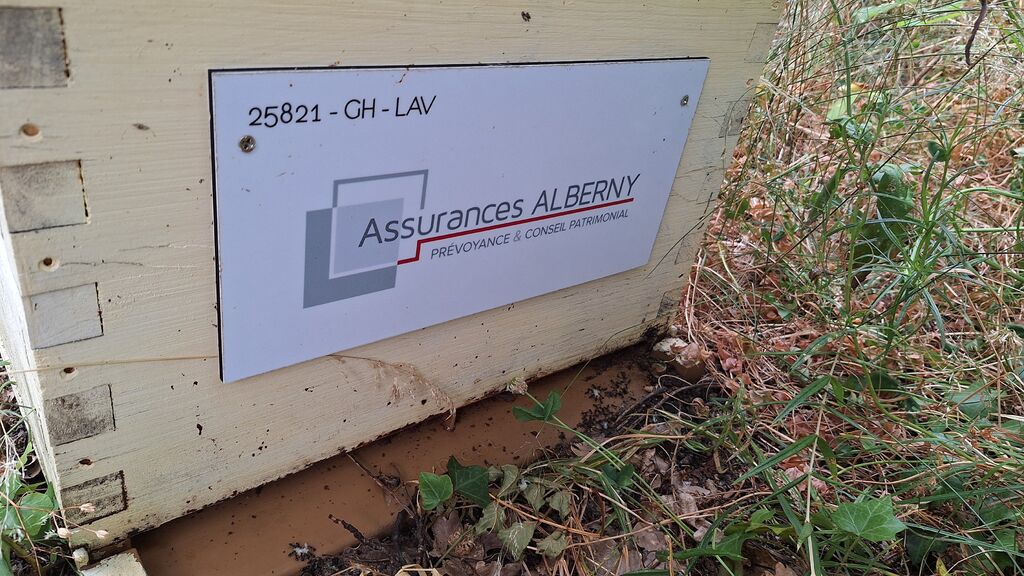 25821 - GH - LAV
Assurances ALBERNY
PRÉVOYANCE & CONSEIL PATRIMONIAL